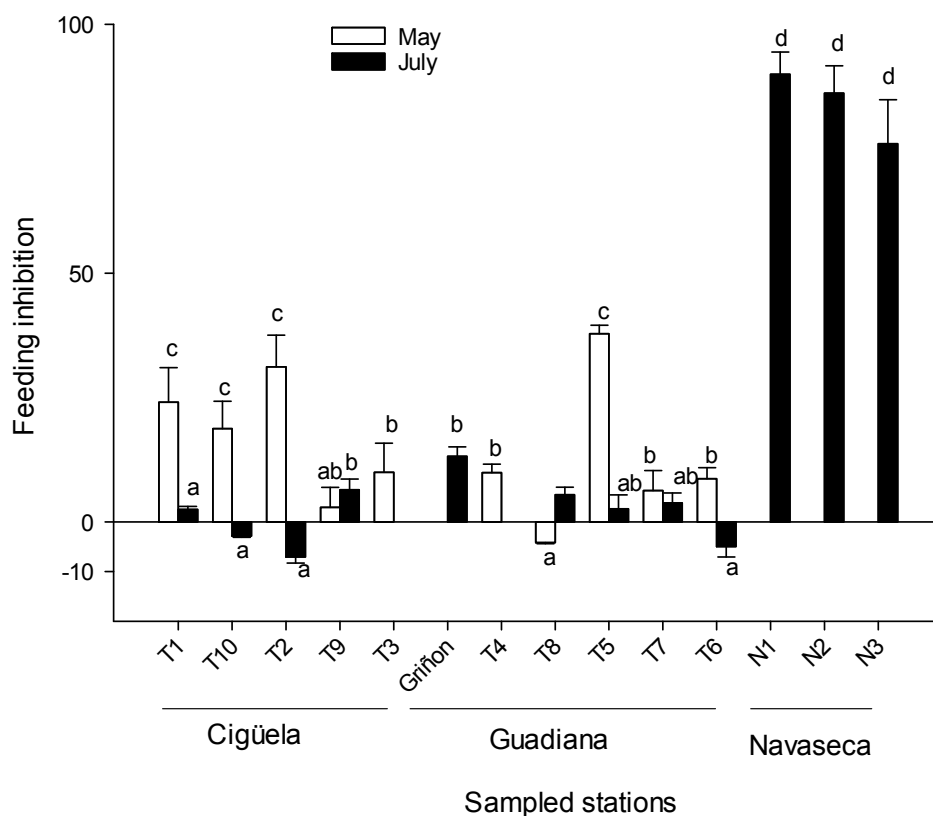 100
May
July
d
d
d
Feeding inhibition
50
c
c
c
c
b
b
b
ab
b
ab
b
a
0
a
a
a
a
-10
T1
T10
T2
T9
T3
Griñon
T4
T8
T5
T7
T6
N1
N2
N3
Cigüela
Guadiana
Navaseca
Sampled stations
ab
b